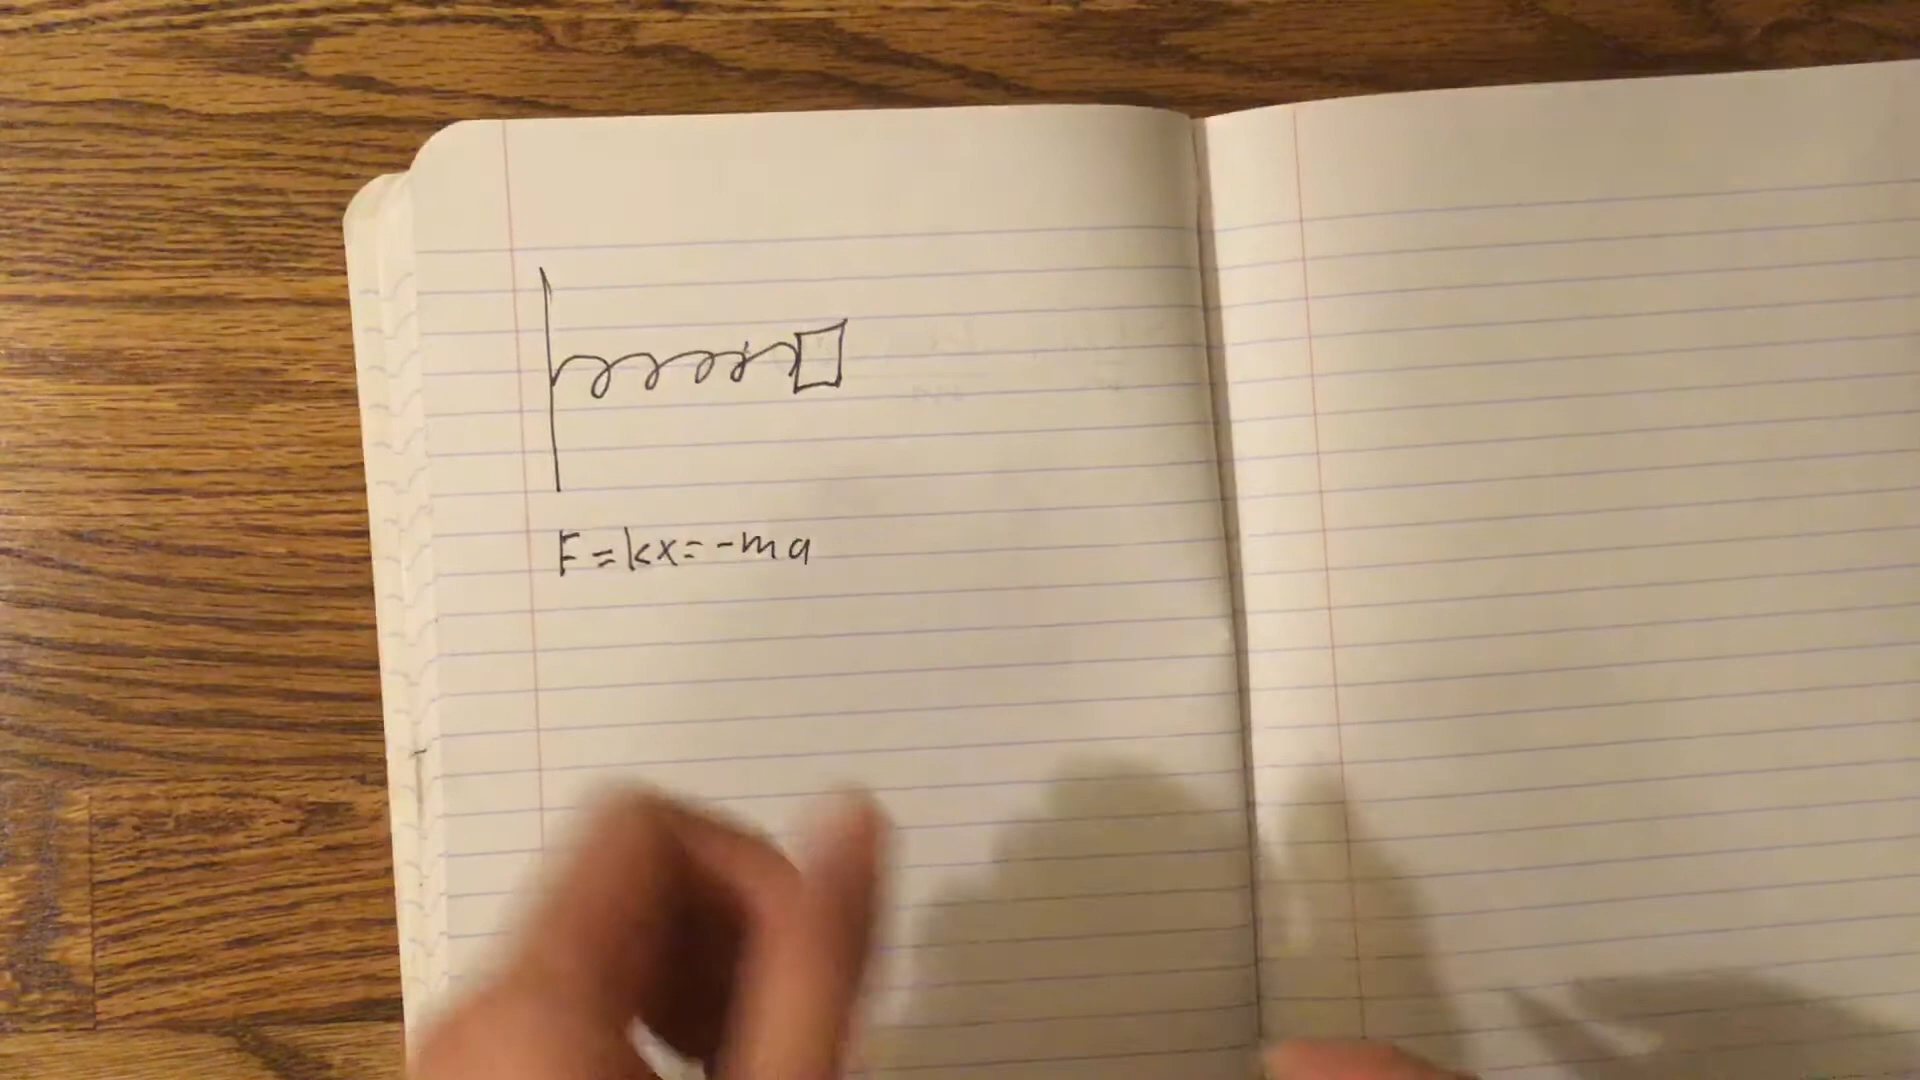 F = kx = -ma